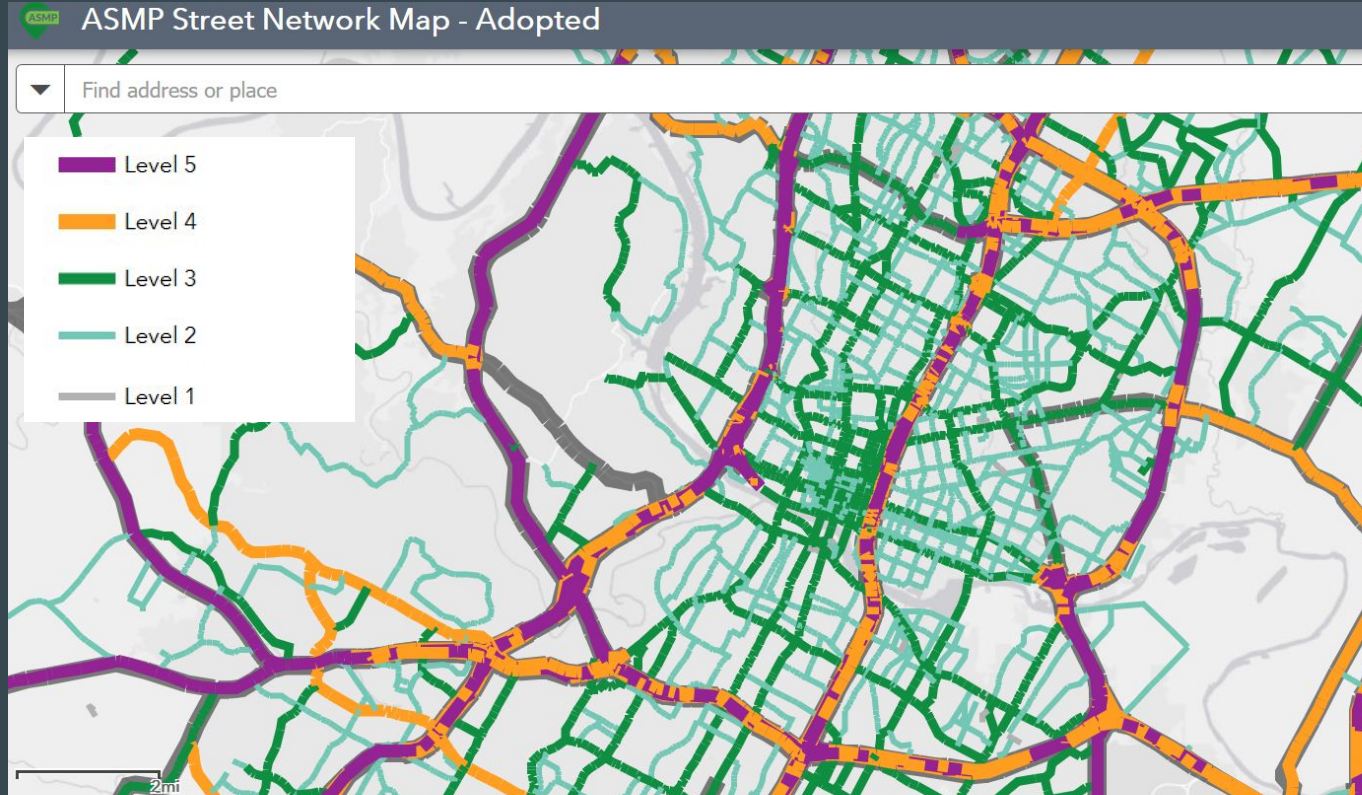 ASMP
ASMP Street Network Map - Adopted
Find address or place
Level 5
Level 4
Level 3
Level 2
Level 1
2mi